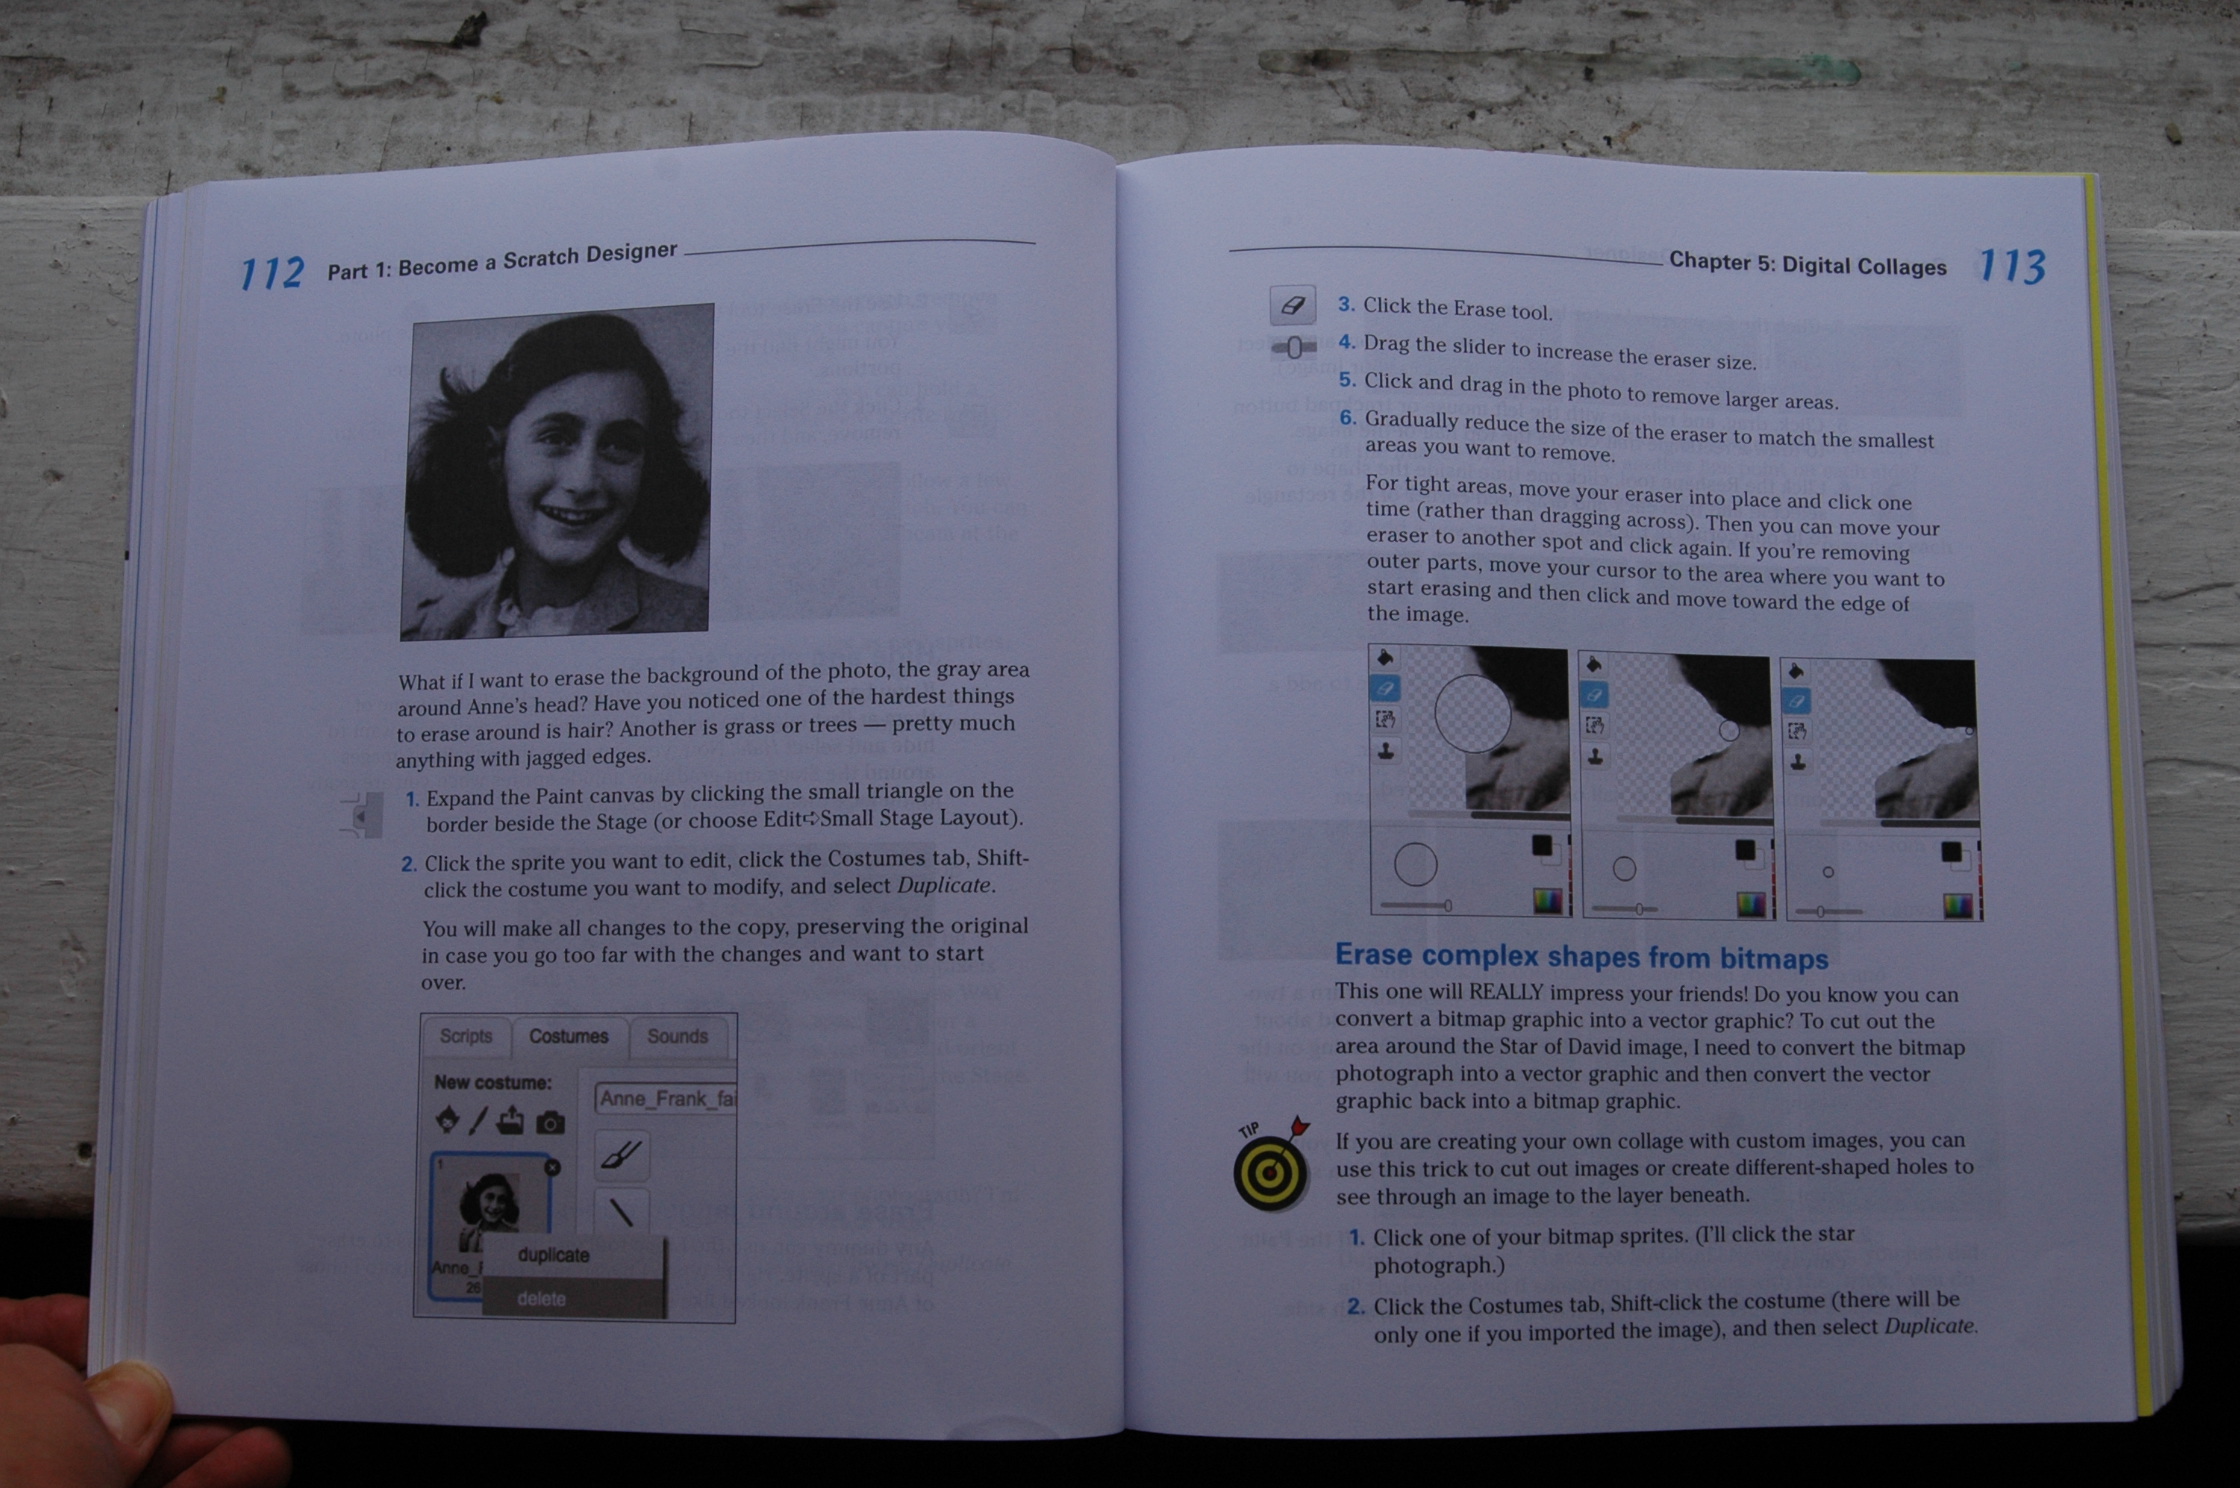 112 Part 1: Become a Scratch Designer
What if I want to erase the background of the photo, the gray area
around Anne's head? Have you noticed one of the hardest things
to erase around is hair? Another is grass or trees — pretty much
anything with jagged edges.
1. Expand the Paint canvas by clicking the small triangle on the
border beside the Stage (or choose Edit➪Small Stage Layout).
2. Click the sprite you want to edit, click the Costumes tab, Shift-
click the costume you want to modify, and select Duplicate.
You will make all changes to the copy, preserving the original
in case you go too far with the changes and want to start
over.
Scripts Costumes Sounds
New costume:
Anne_Frank_fai
1
duplicate
Anne_F
26
delete
Chapter 5: Digital Collages 113
3. Click the Erase tool.
4. Drag the slider to increase the eraser size.
5. Click and drag in the photo to remove larger areas.
6. Gradually reduce the size of the eraser to match the smallest
areas you want to remove.
For tight areas, move your eraser into place and click one
time (rather than dragging across). Then you can move your
eraser to another spot and click again. If you're removing
outer parts, move your cursor to the area where you want to
start erasing and then click and move toward the edge of
the image.
Erase complex shapes from bitmaps
This one will REALLY impress your friends! Do you know you can
convert a bitmap graphic into a vector graphic? To cut out the
area around the Star of David image, I need to convert the bitmap
photograph into a vector graphic and then convert the vector
graphic back into a bitmap graphic.
TIP
If you are creating your own collage with custom images, you can
use this trick to cut out images or create different-shaped holes to
see through an image to the layer beneath.
1. Click one of your bitmap sprites. (I'll click the star
photograph.)
2. Click the Costumes tab, Shift-click the costume (there will be
only one if you imported the image), and then select Duplicate.